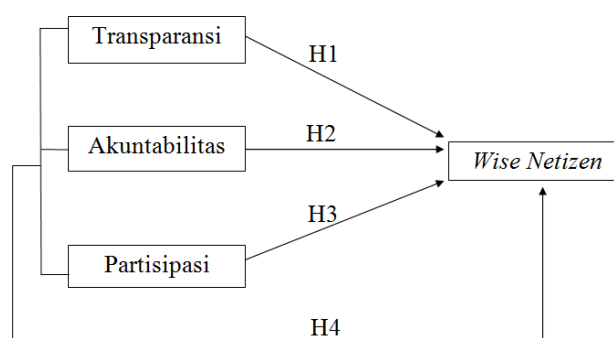 Transparansi
H1
Akuntabilitas
H2
Wise Netizen
H3
Partisipasi
H4